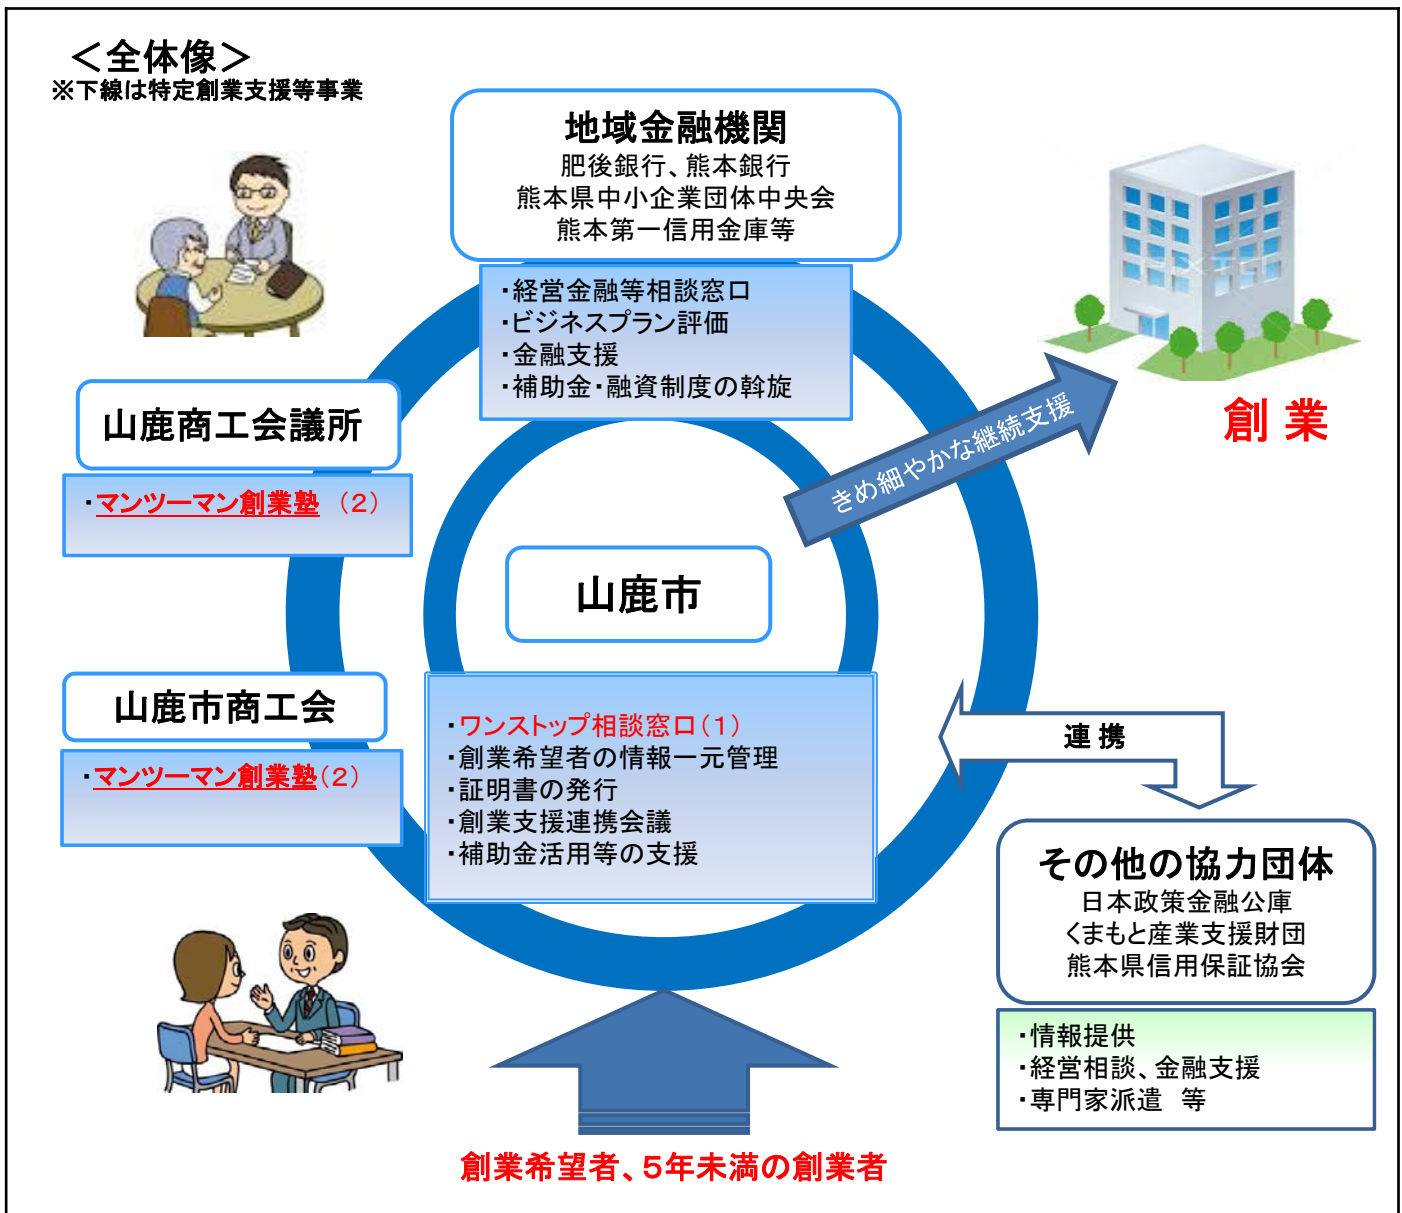 ＜全体像＞
※下線は特定創業支援等事業
地域金融機関
肥後銀行、熊本銀行
熊本県中小企業団体中央会
熊本第一信用金庫等
・経営金融等相談窓口
・ビジネスプラン評価
・金融支援
・補助金・融資制度の斡旋
きめ細やかな継続支援
創 業
山鹿商工会議所
・マンツーマン創業塾 （２）
山鹿市
山鹿市商工会
・マンツーマン創業塾（２）
・ワンストップ相談窓口（１）
・創業希望者の情報一元管理
・証明書の発行
・創業支援連携会議
・補助金活用等の支援
連 携
その他の協力団体
日本政策金融公庫
くまもと産業支援財団
熊本県信用保証協会
・情報提供
・経営相談、金融支援
・専門家派遣　等
創業希望者、５年未満の創業者